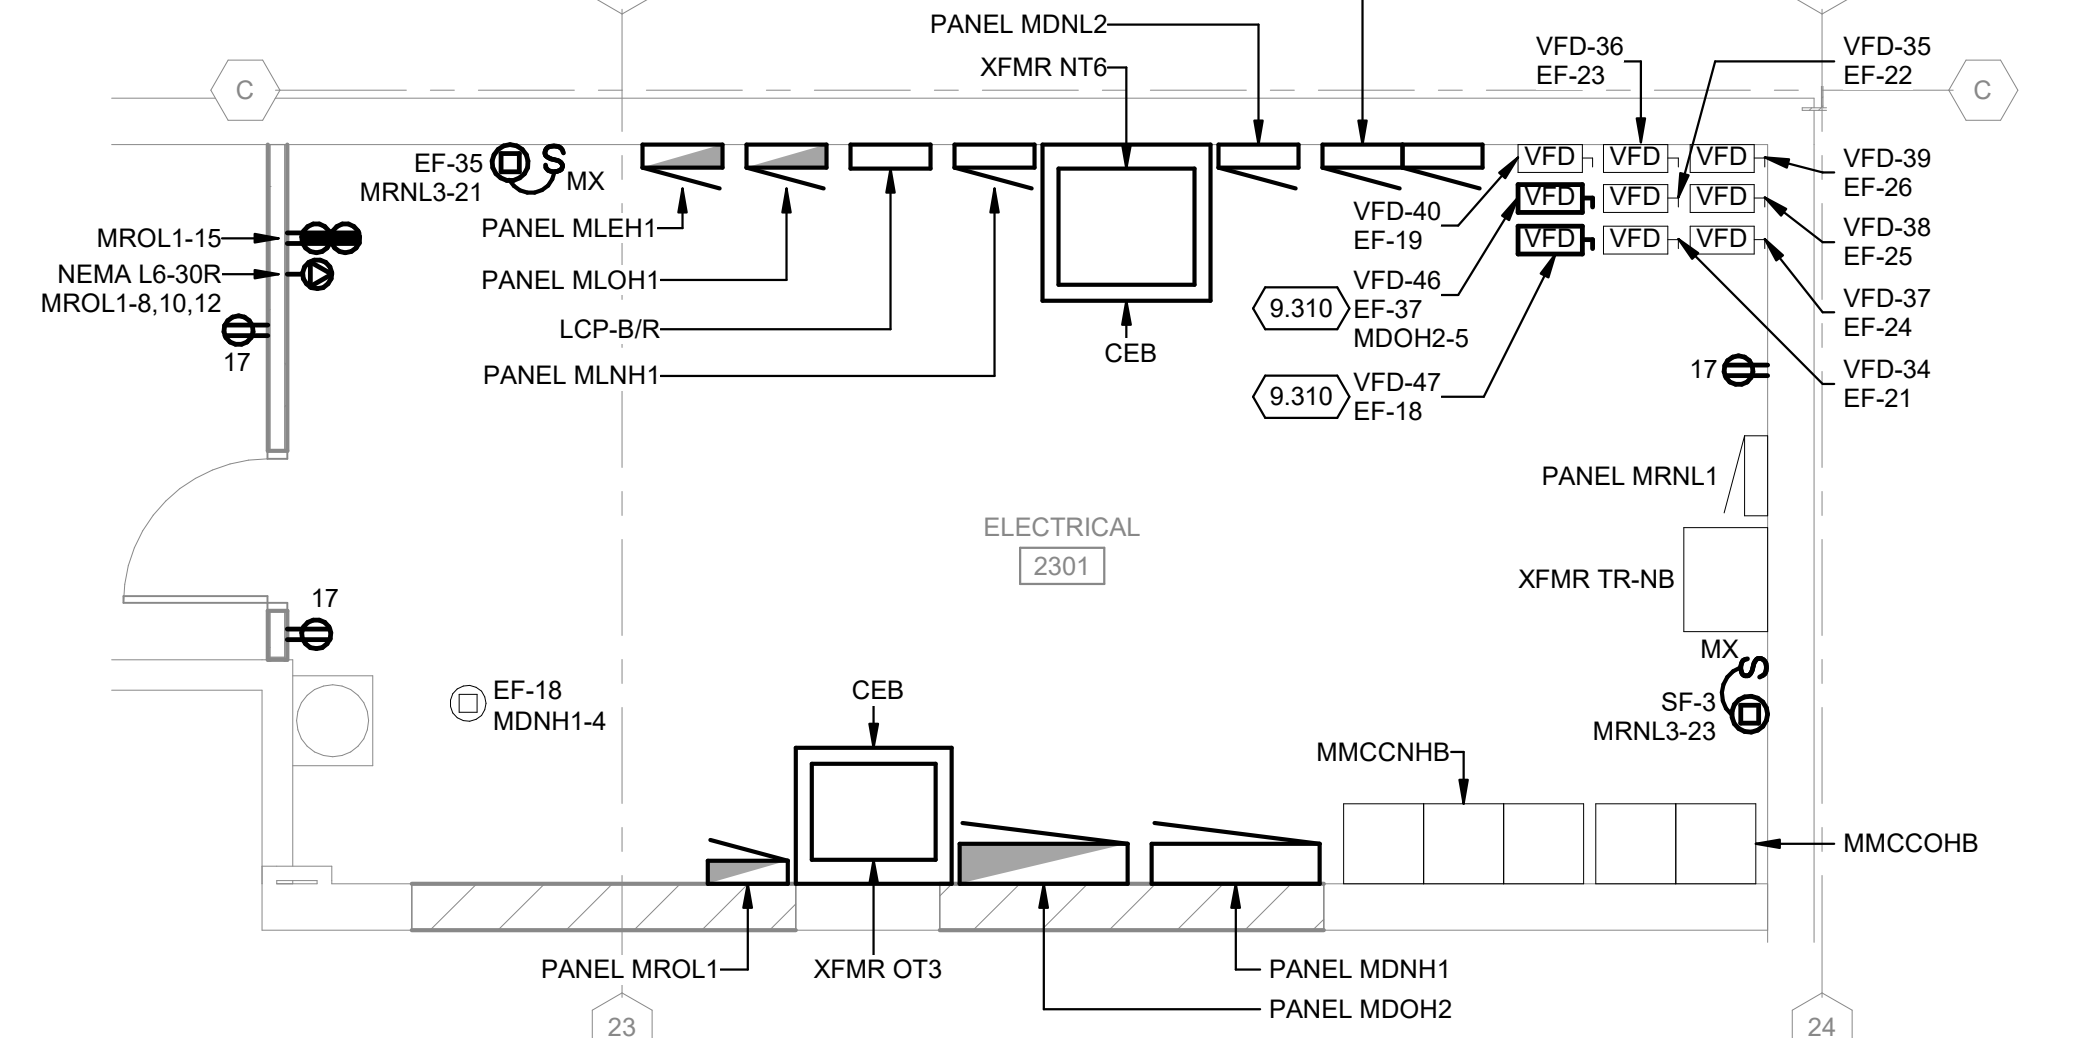 PANEL MDNL2
XFMR NT6
VFD-36
EF-23
VFD-35
EF-22
C
C
EF-35
MRNL3-21
S
MX
VFD
VFD
VFD
VFD-39
EF-26
VFD
VFD
VFD
VFD-40
EF-19
PANEL MLEH1
MROL1-15
VFD
VFD
VFD
VFD-38
EF-25
NEMA L6-30R
MROL1-8,10,12
PANEL MLOH1
9.310
VFD-46
EF-37
MDOH2-5
VFD-37
EF-24
LCP-B/R
17
CEB
PANEL MLNH1
9.310
VFD-47
EF-18
17
VFD-34
EF-21
PANEL MRNL1
ELECTRICAL
2301
XFMR TR-NB
17
MX
S
EF-18
MDNH1-4
CEB
SF-3
MRNL3-23
MMCCNHB
MMCCOHB
PANEL MROL1
XFMR OT3
PANEL MDNH1
PANEL MDOH2
23
24